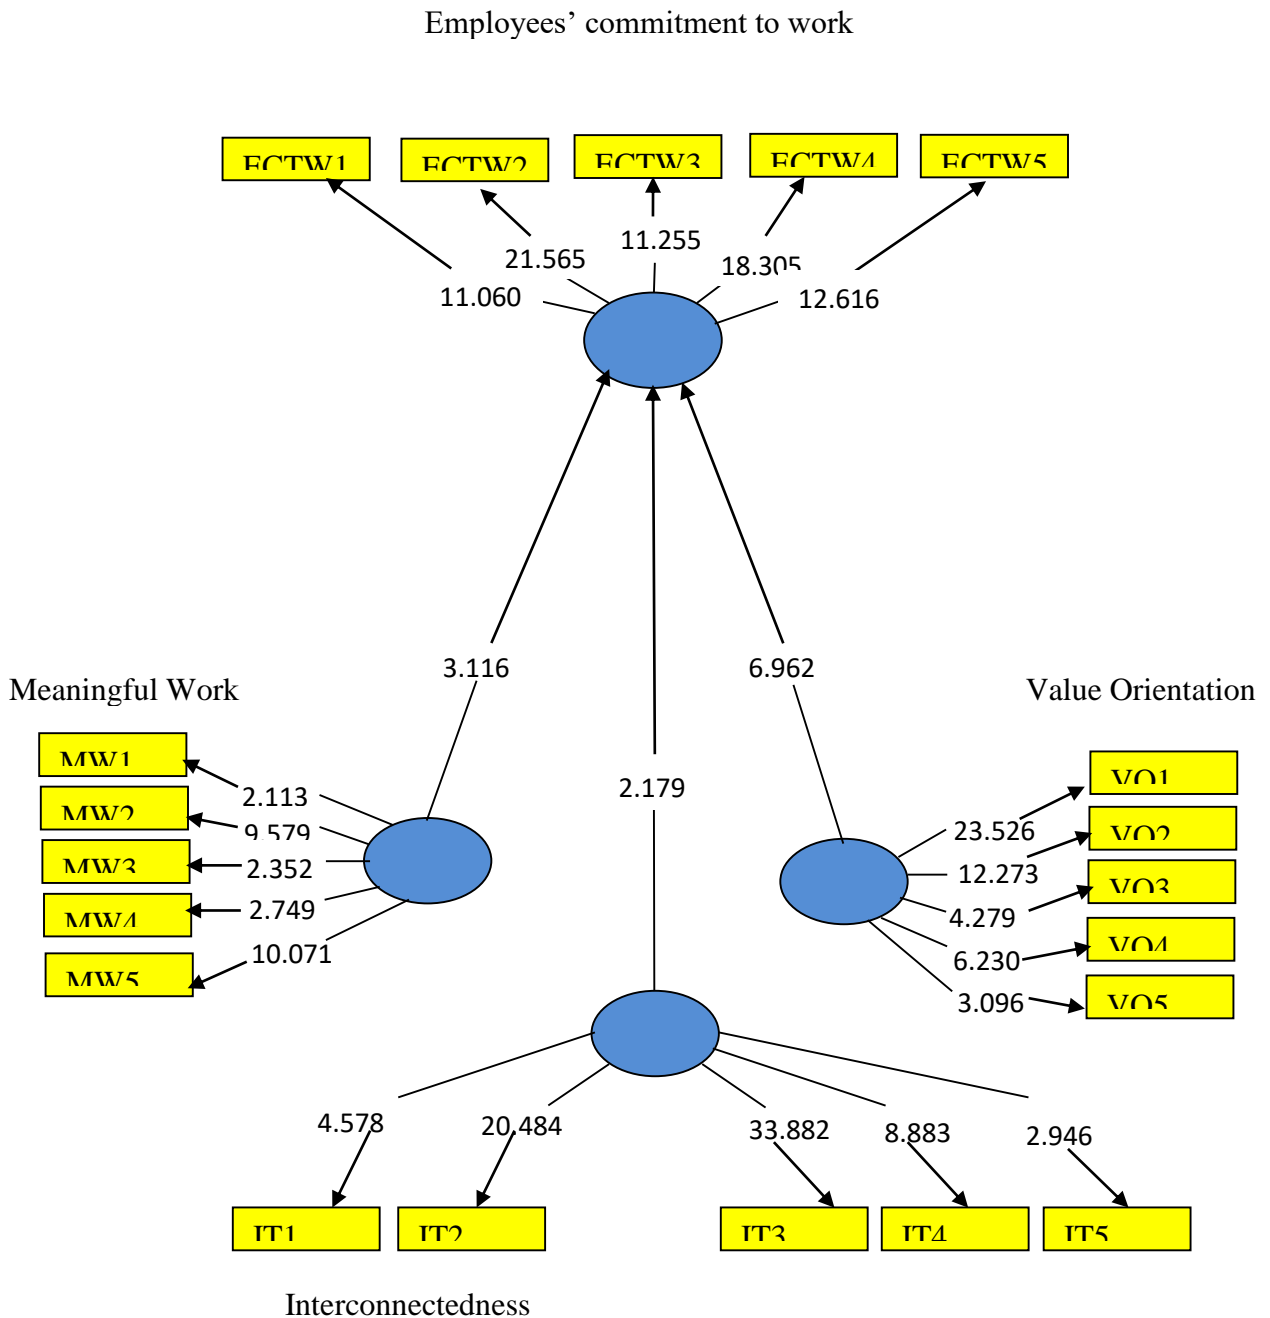 Employees’ commitment to work
ECTW1 ECTW2 ECTW3 ECTW4 ECTW5
11.060 21.565 11.255 18.305 12.616
3.116 2.179 6.962
Meaningful Work
MW1 2.113
MW2 9.579
MW3 2.352
MW4 2.749
MW5 10.071
Value Orientation
23.526 VO1
12.273 VO2
4.279 VO3
6.230 VO4
3.096 VO5
4.578 20.484 33.882 8.883 2.946
IT1 IT2 IT3 IT4 IT5
Interconnectedness